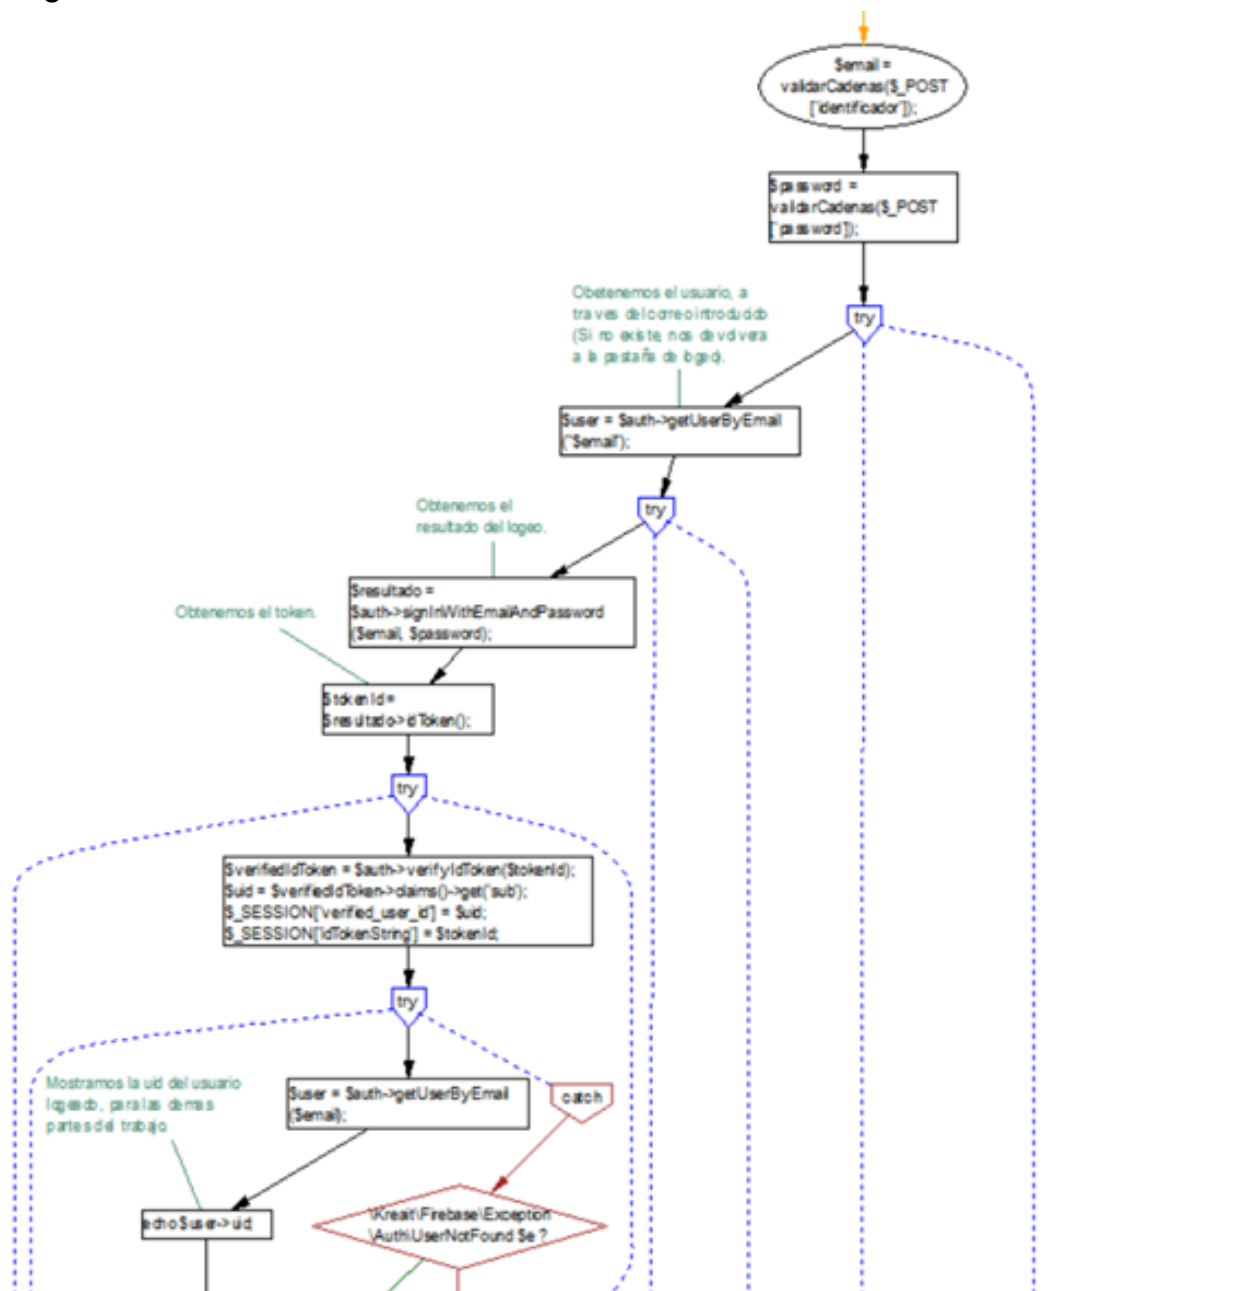 $email =
validarCadenas($_POST
['identificador']);
$password =
validarCadenas($_POST
['password']);
try
Obetenemos el usuario, a
traves del correo introducido
(Si no existe, nos devolvera
a la pestaña de logeo).
$user = $auth->getUserByEmail
("$email");
try
Obtenemos el
resultado del logeo.
$resultado =
$auth->signInWithEmailAndPassword
($email, $password);
Obtenemos el token.
$tokenId =
$resultado->idToken();
try
$verifiedIdToken = $auth->verifyIdToken($tokenId);
$uid = $verifiedIdToken->claims()->get('sub');
$_SESSION['verified_user_id'] = $uid;
$_SESSION['idTokenString'] = $tokenId;
try
Mostramos la uid del usuario
logeado, para las demas
partes del trabajo.
$user = $auth->getUserByEmail
($email);
catch
echo $user->uid;
\Kreait\Firebase\Exception
\Auth\UserNotFound $e ?